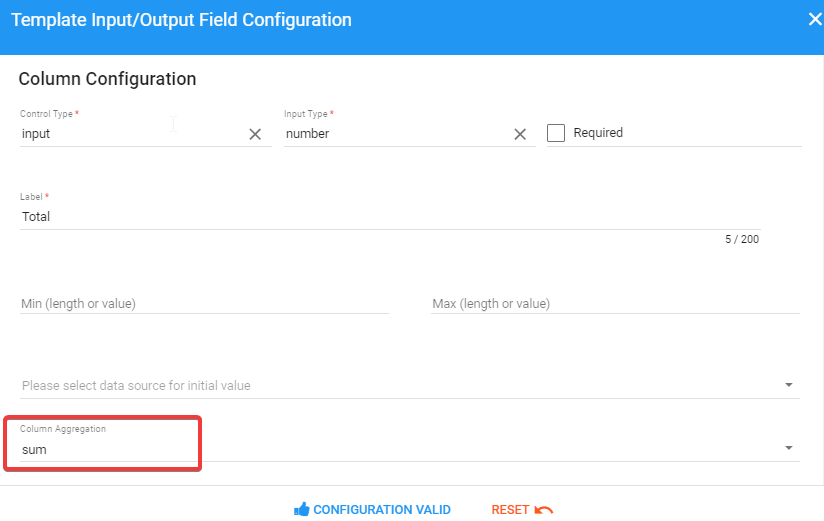 Template Input/Output Field Configuration
Column Configuration
Control Type *
input
Input Type *
number
Required
Label *
Total
5 / 200
Min (length or value)
Max (length or value)
Please select data source for initial value
Column Aggregation
sum
CONFIGURATION VALID
RESET